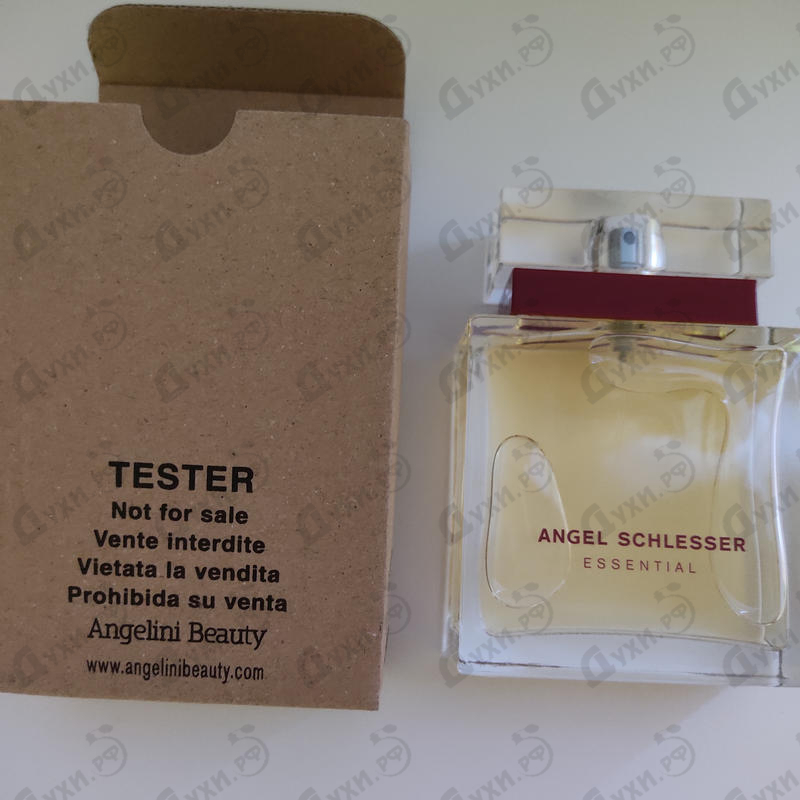 TESTER
Not for sale
Vente interdite
Vietata la vendita
Prohibida su venta
Angelini Beauty
www.angelinibeauty.com
ANGEL SCHLESSER
ESSENTIAL
Духи.рф